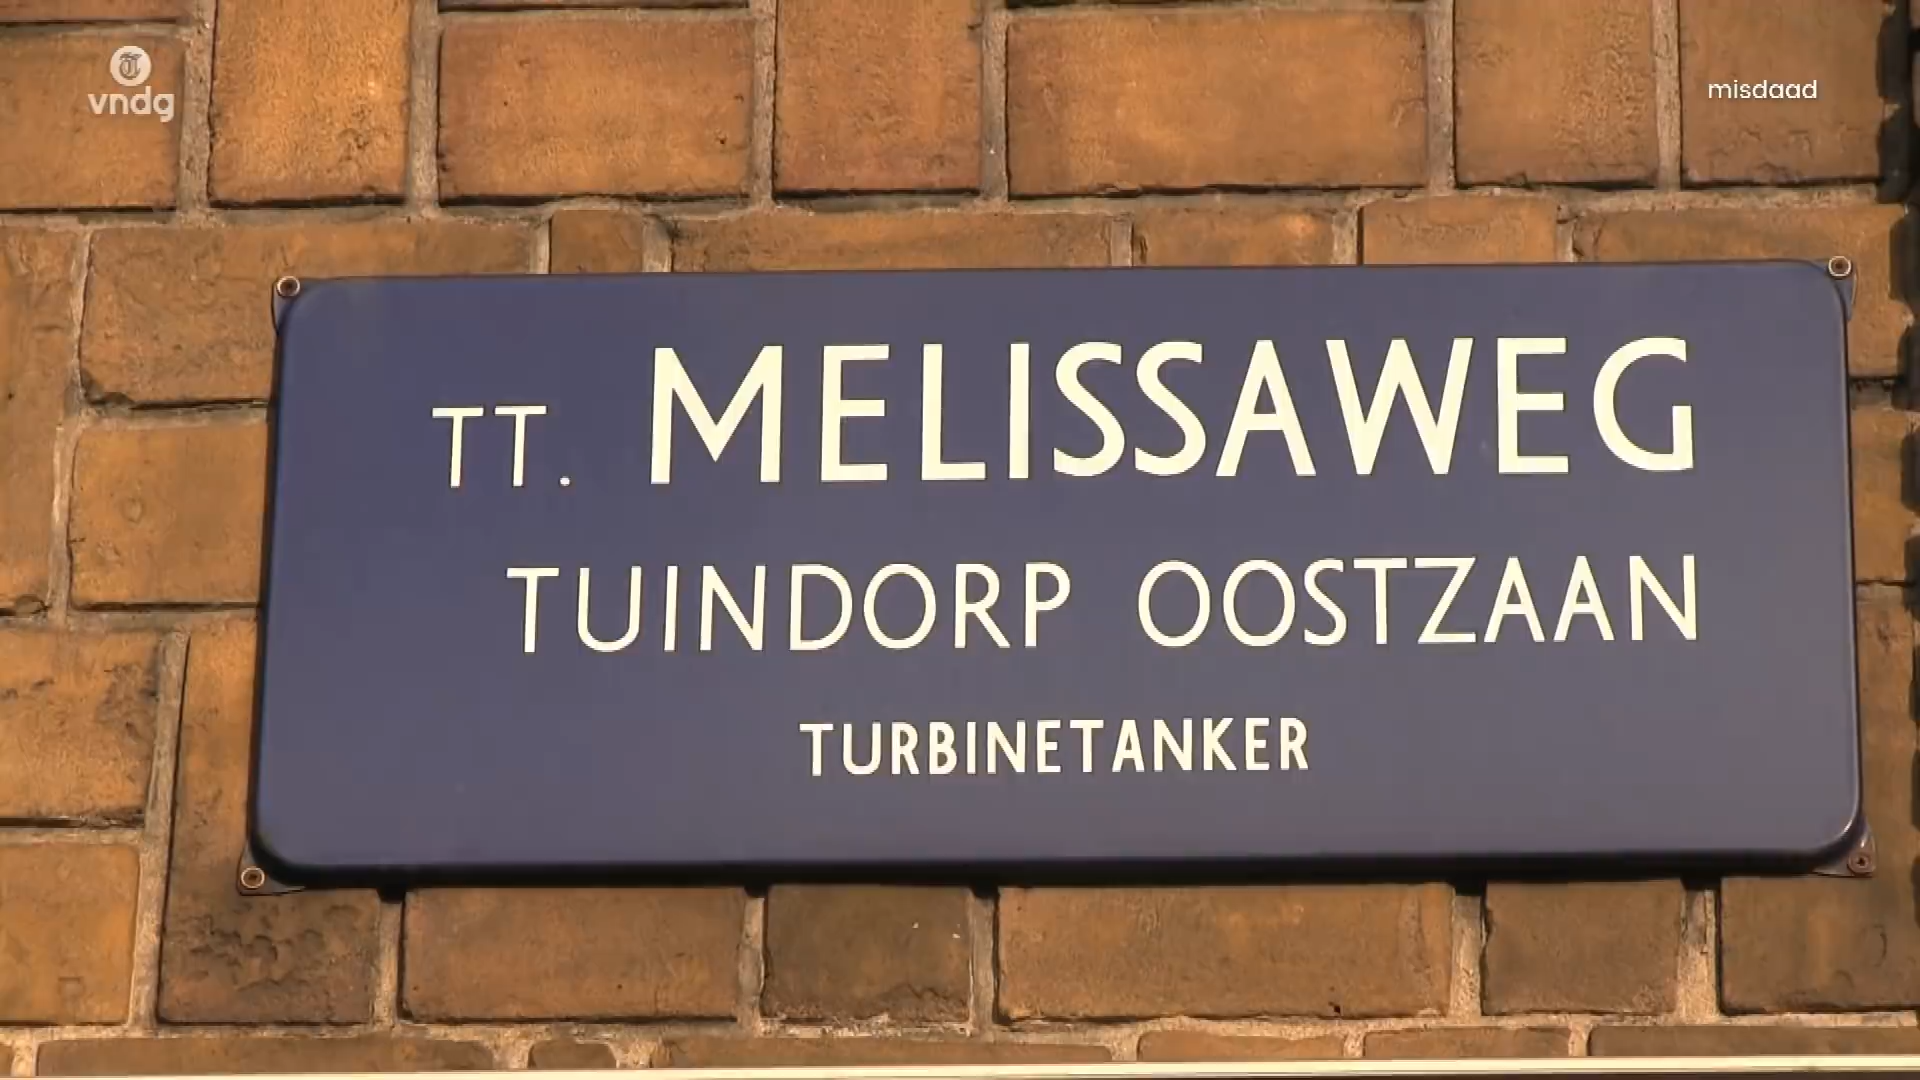 vndg
misdaad
TT. MELISSAWEG
TUINDORP OOSTZAAN
TURBINETANKER